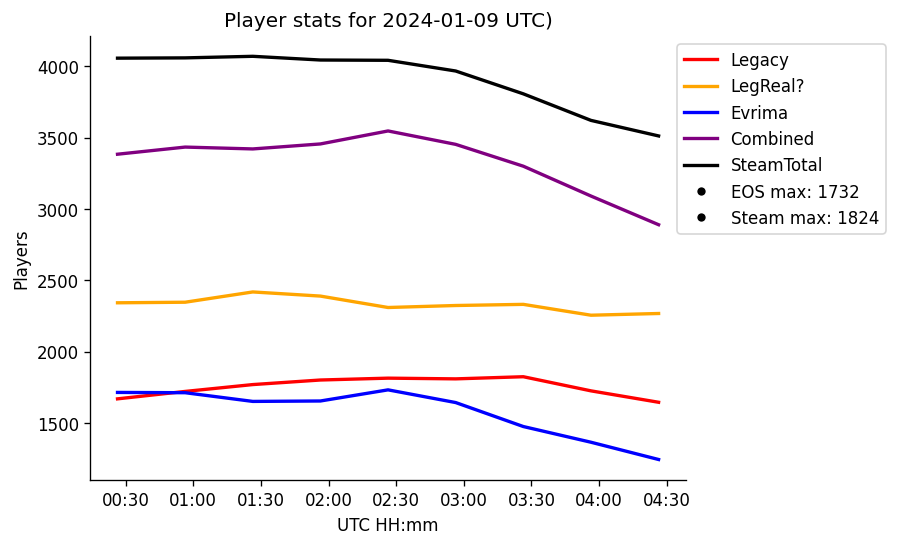 Player stats for 2024-01-09 UTC)
Players
4000
3500
3000
2500
2000
1500
00:30 01:00 01:30 02:00 02:30 03:00 03:30 04:00 04:30
UTC HH:mm
Legacy
LegReal?
Evrima
Combined
SteamTotal
EOS max: 1732
Steam max: 1824